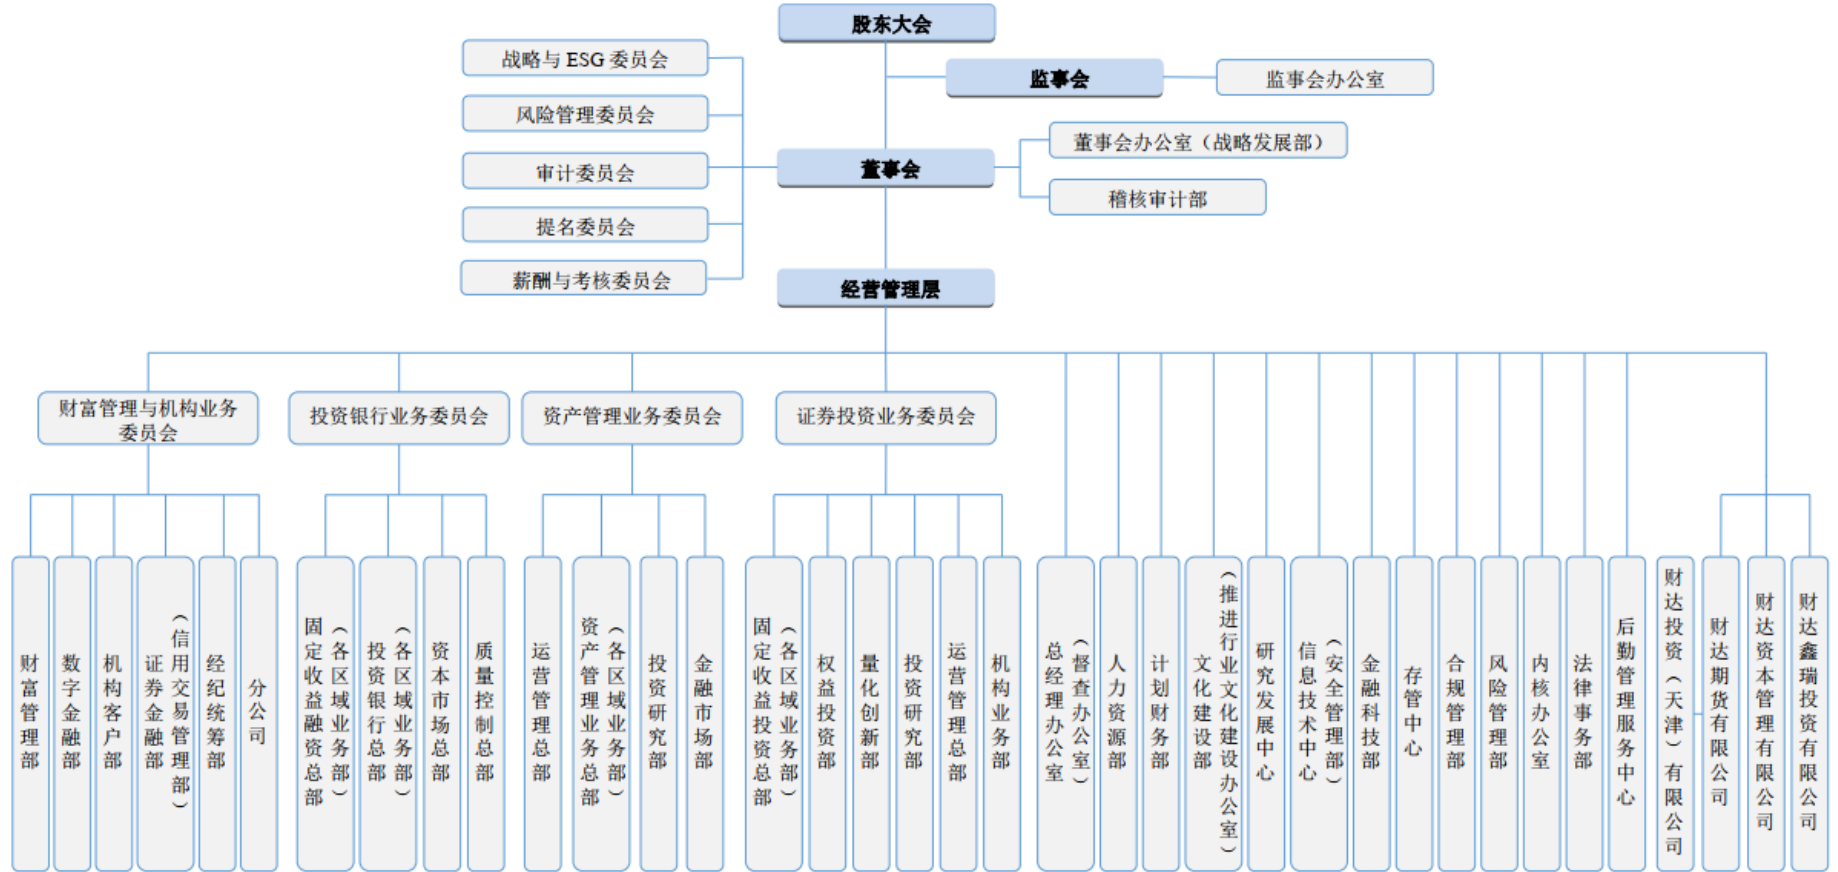 股东大会
战略与 ESG 委员会
监事会
监事会办公室
风险管理委员会
董事会办公室（战略发展部）
审计委员会
董事会
稽核审计部
提名委员会
薪酬与考核委员会
经营管理层
财富管理与机构业务
委员会
投资银行业务委员会
资产管理业务委员会
证券投资业务委员会
财富管理部
数字金融部
机构客户部
证券金融部
（信用交易管理部）
经纪统筹部
分公司
固定收益融资总部
（各区域业务部）
投资银行总部
（各区域业务部）
资本市场总部
质量控制总部
运营管理总部
资产管理业务总部
（各区域业务部）
投资研究部
金融市场部
固定收益投资总部
（各区域业务部）
权益投资部
量化创新部
投资研究部
运营管理总部
机构业务部
总经理办公室
（督查办公室）
人力资源部
计划财务部
文化建设部
（推进行业文化建设办公室）
研究发展中心
信息技术中心
（安全管理部）
金融科技部
存管中心
合规管理部
风险管理部
内核办公室
法律事务部
后勤管理服务中心
财达投资（天津）有限公司
财达期货有限公司
财达资本管理有限公司
财达鑫瑞投资有限公司